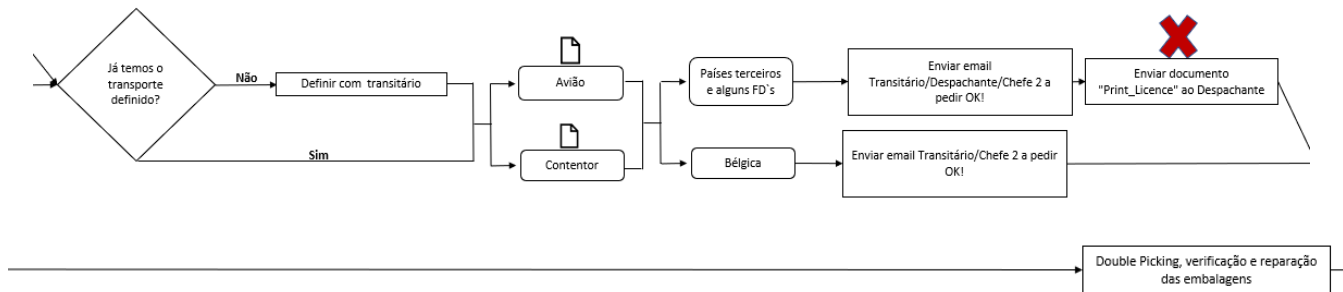 Já temos o
transporte
definido?
Não
Definir com transitário
Sim
Avião
Contentor
Países terceiros
e alguns FD`s
Bélgica
Enviar email
Transitário/Despachante/Chefe 2 a
pedir OK!
Enviar email Transitário/Chefe 2 a pedir
OK!
Enviar documento
"Print_Licence" ao Despachante
Double Picking, verificação e reparação
das embalagens